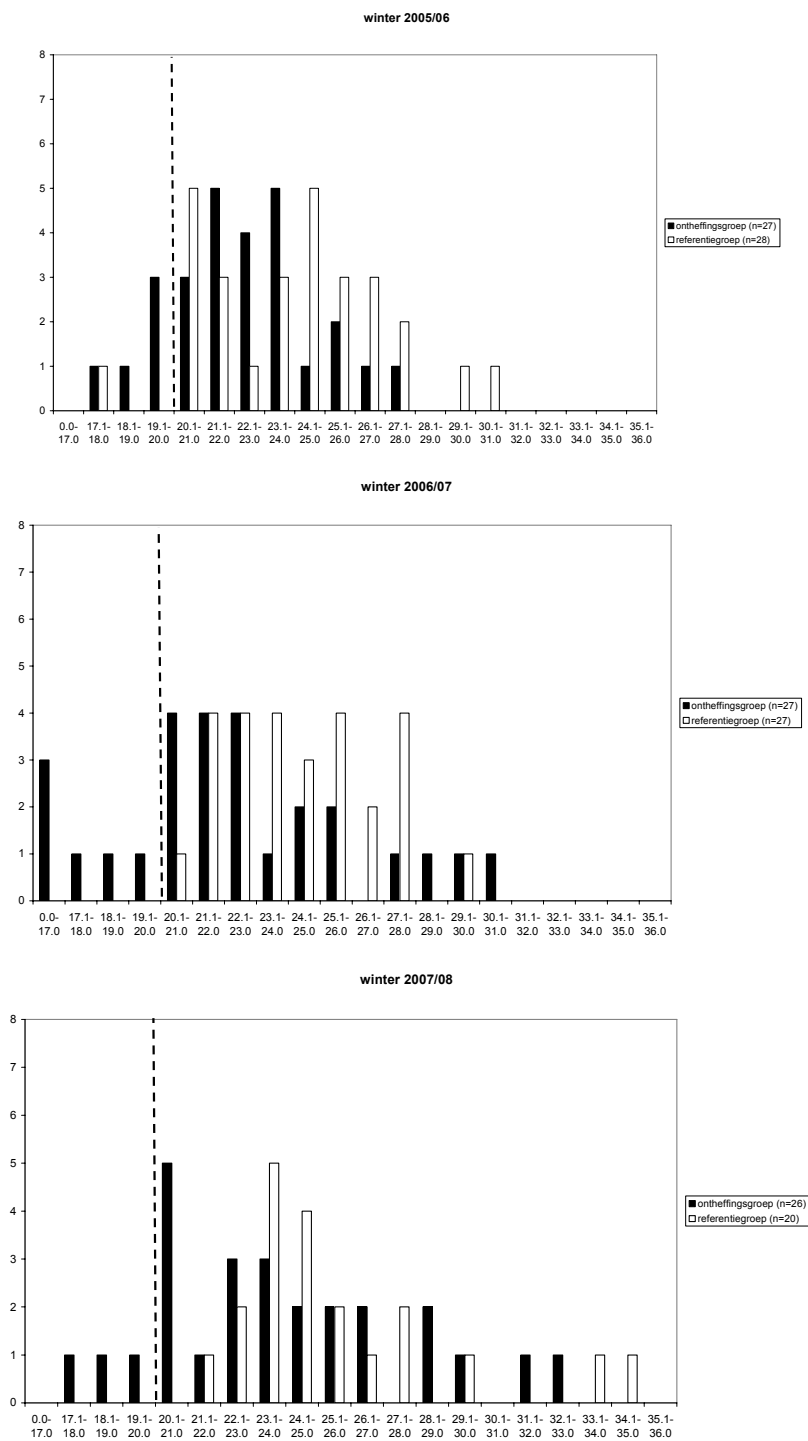 winter 2005/06
8
7
6
5
4
3
2
1
0
0.0- 17.1- 18.1- 19.1- 20.1- 21.1- 22.1- 23.1- 24.1- 25.1- 26.1- 27.1- 28.1- 29.1- 30.1- 31.1- 32.1- 33.1- 34.1- 35.1-
17.0 18.0 19.0 20.0 21.0 22.0 23.0 24.0 25.0 26.0 27.0 28.0 29.0 30.0 31.0 32.0 33.0 34.0 35.0 36.0
ontheffingsgroep (n=27)
referentiegroep (n=28)
winter 2006/07
8
7
6
5
4
3
2
1
0
0.0- 17.1- 18.1- 19.1- 20.1- 21.1- 22.1- 23.1- 24.1- 25.1- 26.1- 27.1- 28.1- 29.1- 30.1- 31.1- 32.1- 33.1- 34.1- 35.1-
17.0 18.0 19.0 20.0 21.0 22.0 23.0 24.0 25.0 26.0 27.0 28.0 29.0 30.0 31.0 32.0 33.0 34.0 35.0 36.0
ontheffingsgroep (n=27)
referentiegroep (n=27)
winter 2007/08
8
7
6
5
4
3
2
1
0
0.0- 17.1- 18.1- 19.1- 20.1- 21.1- 22.1- 23.1- 24.1- 25.1- 26.1- 27.1- 28.1- 29.1- 30.1- 31.1- 32.1- 33.1- 34.1- 35.1-
17.0 18.0 19.0 20.0 21.0 22.0 23.0 24.0 25.0 26.0 27.0 28.0 29.0 30.0 31.0 32.0 33.0 34.0 35.0 36.0
ontheffingsgroep (n=26)
referentiegroep (n=20)